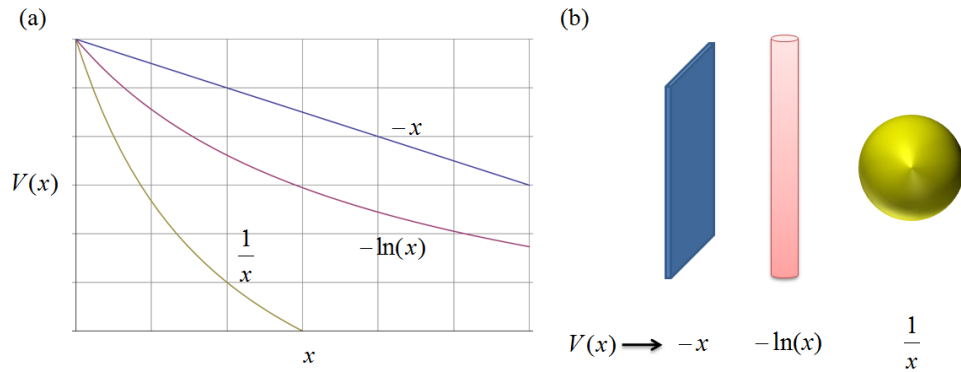 (a)
V(x)
−x
−ln(x)
1
x
x
(b)
V(x) → −x −ln(x) 1
x